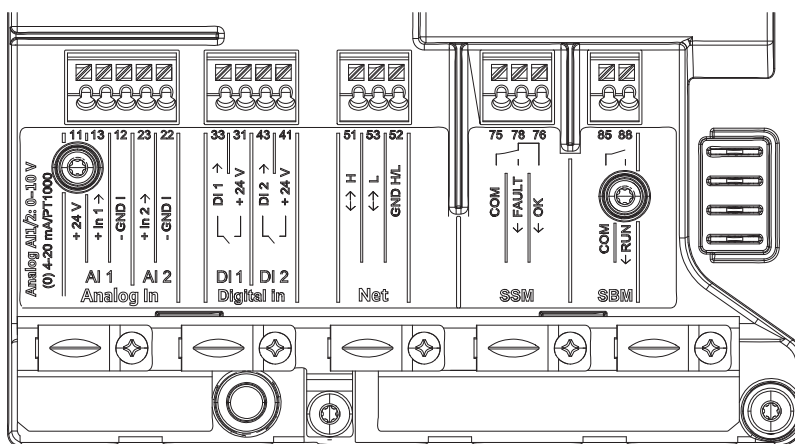 11 13 12 23 22
33 31 43 41
51 53 52
75 78 76
85 88
Analog AI1/2: 0–10 V
(0) 4–20 mA/PT1000
+ 24 V
+ In 1 →
- GND I
+ In 2 →
- GND I
AI 1 AI 2
Analog In
DI 1 →
+ 24 V
DI 2 →
+ 24 V
DI 1 DI 2
Digital in
↔ H
↔ L
GND H/L
Net
COM
← FAULT
← OK
SSM
COM
← RUN
SBM